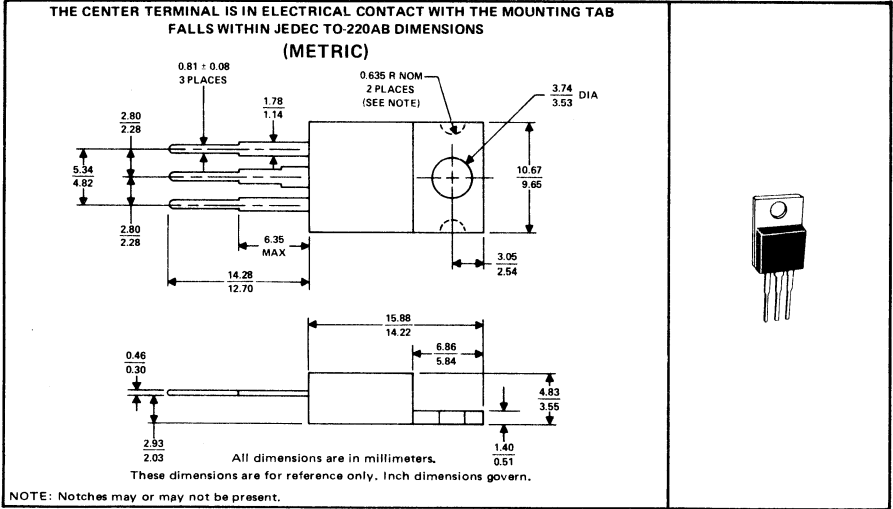 THE CENTER TERMINAL IS IN ELECTRICAL CONTACT WITH THE MOUNTING TAB
FALLS WITHIN JEDEC TO-220AB DIMENSIONS
(METRIC)
0.81 ± 0.08
3 PLACES
0.635 R NOM
2 PLACES
(SEE NOTE)
3.74
3.53
DIA
1.78
1.14
2.80
2.28
5.34
4.82
10.67
9.65
2.80
2.28
6.35
MAX
3.05
2.54
14.28
12.70
15.88
14.22
6.86
5.84
0.46
0.30
4.83
3.55
2.93
2.03
1.40
0.51
All dimensions are in millimeters.
These dimensions are for reference only. Inch dimensions govern.
NOTE: Notches may or may not be present.